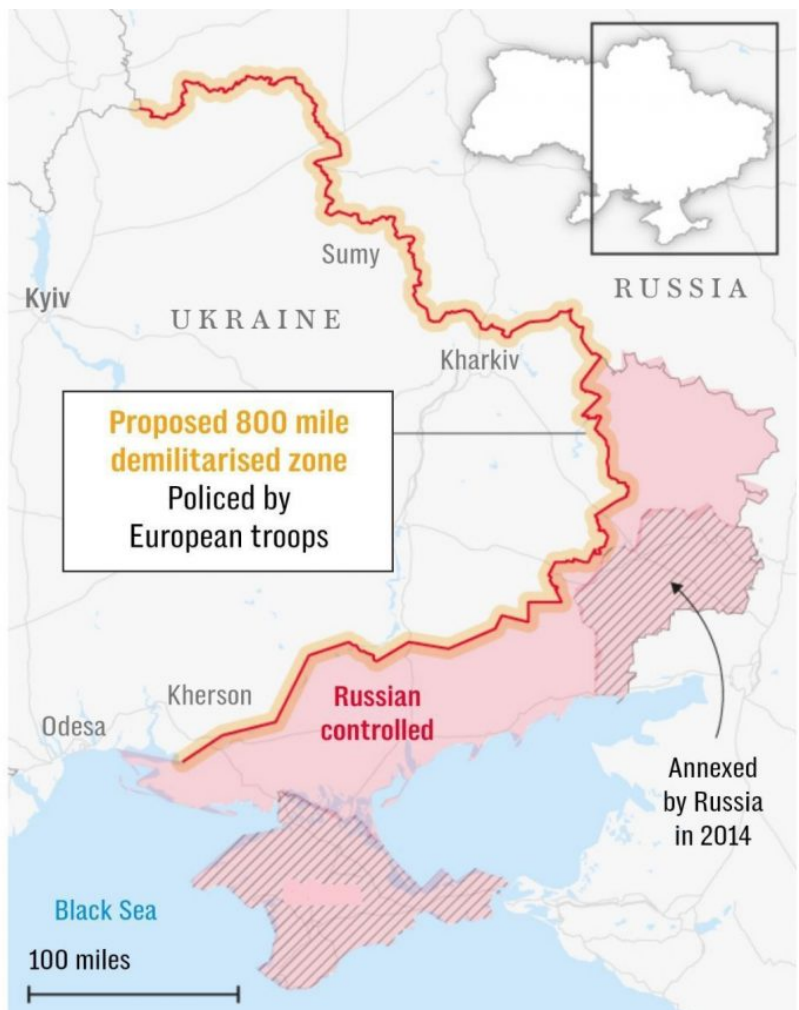 Sumy
Kyiv
UKRAINE
RUSSIA
Kharkiv
Proposed 800 mile
demilitarised zone
Policed by
European troops
Kherson
Odesa
Russian
controlled
Annexed
by Russia
in 2014
Black Sea
100 miles